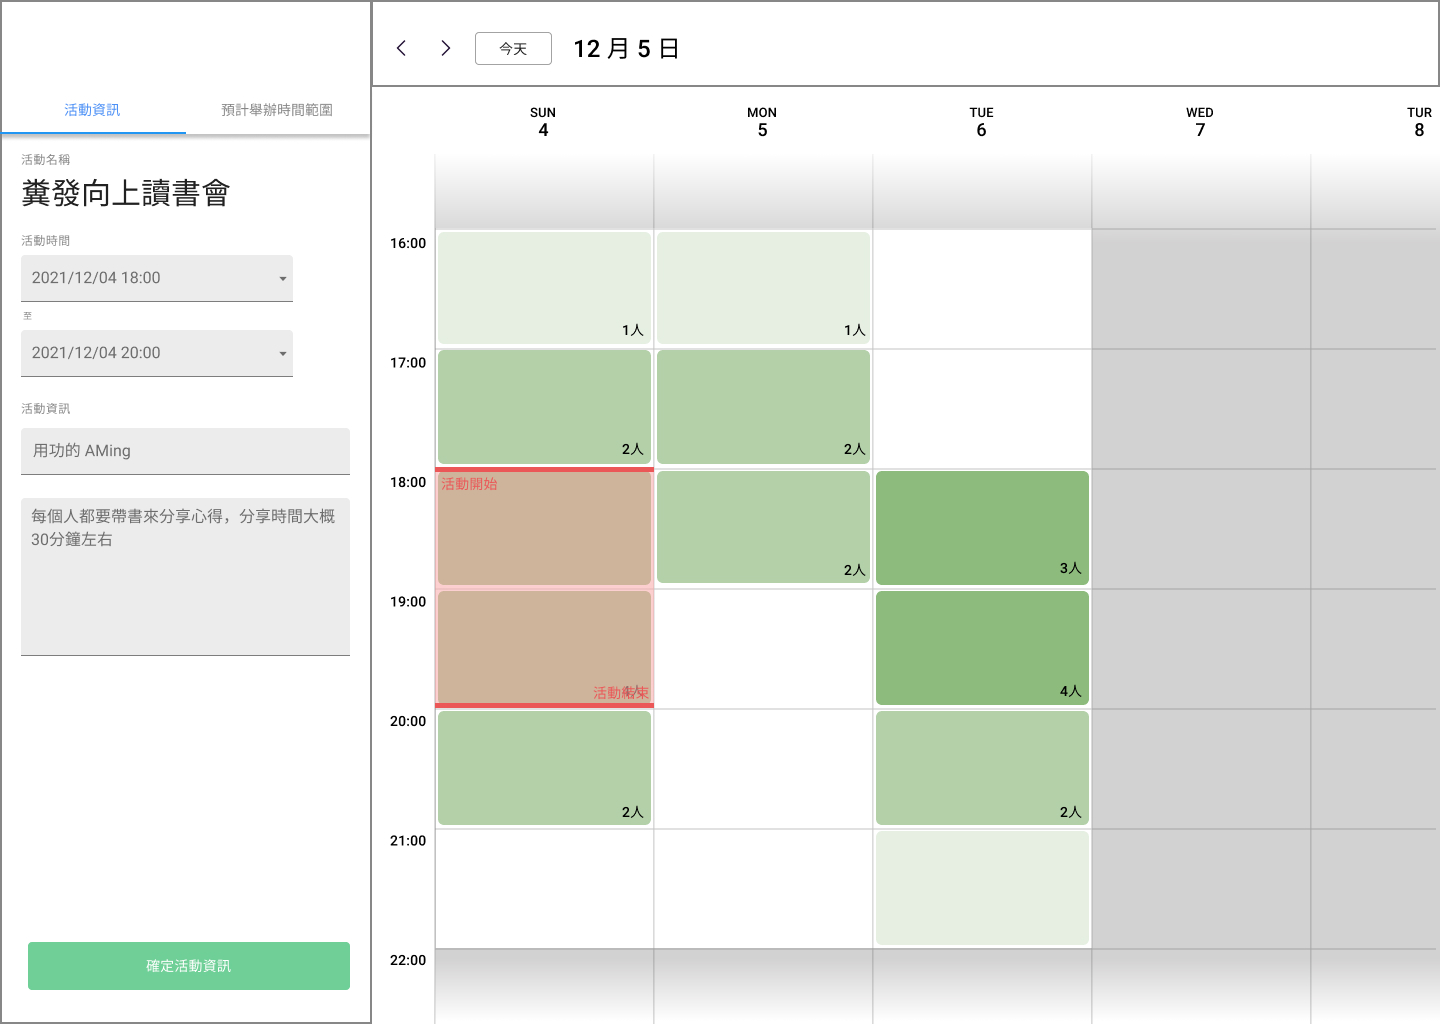 今天
12 月 5 日
活動資訊
預計舉辦時間範圍
活動名稱
糞發向上讀書會
活動時間
2021/12/04 18:00
至
2021/12/04 20:00
活動資訊
用功的 AMing
每個人都要帶書來分享心得，分享時間大概
30分鐘左右
確定活動資訊
SUN
4
MON
5
TUE
6
WED
7
TUR
8
16:00
1人
1人
17:00
2人
2人
18:00
活動開始
2人
3人
19:00
活動結束
4人
20:00
2人
2人
21:00
22:00